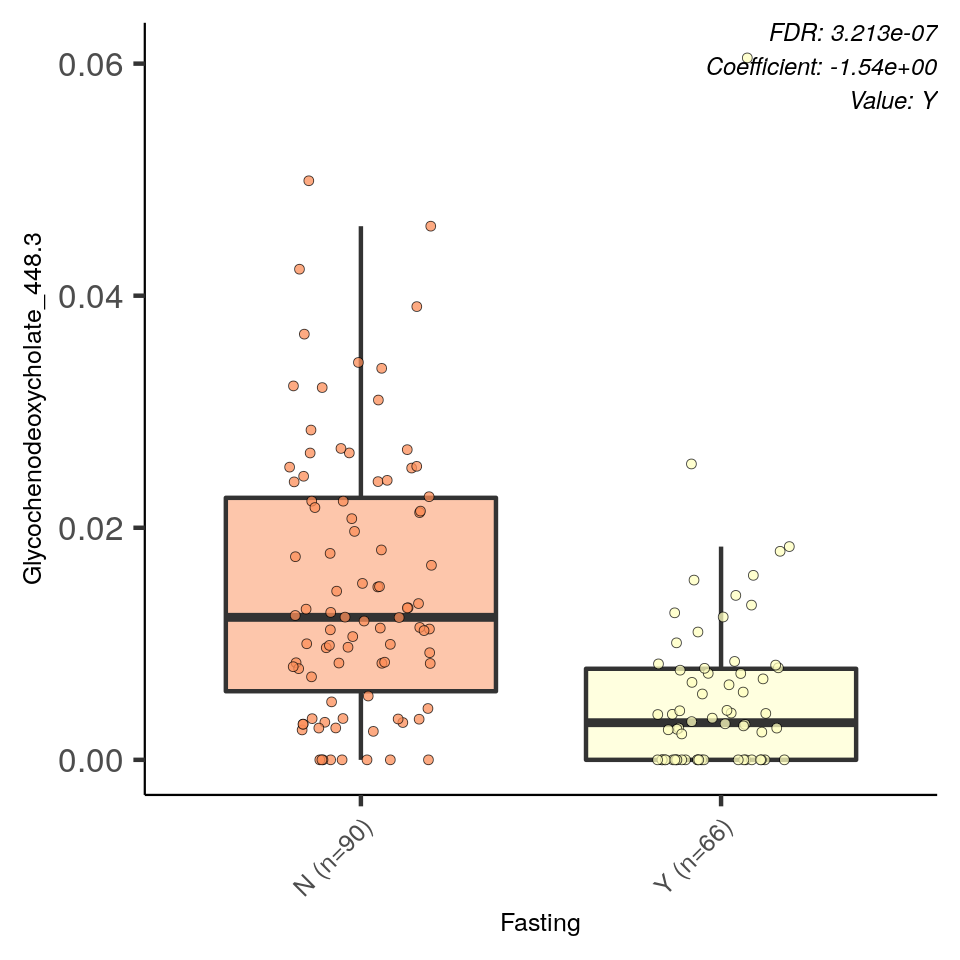 FDR: 3.213e-07
Coefficient: -1.54e+00
Value: Y
Glycochenodeoxycholate_448.3
0.06
0.04
0.02
0.00
N (n=90)
Y (n=66)
Fasting